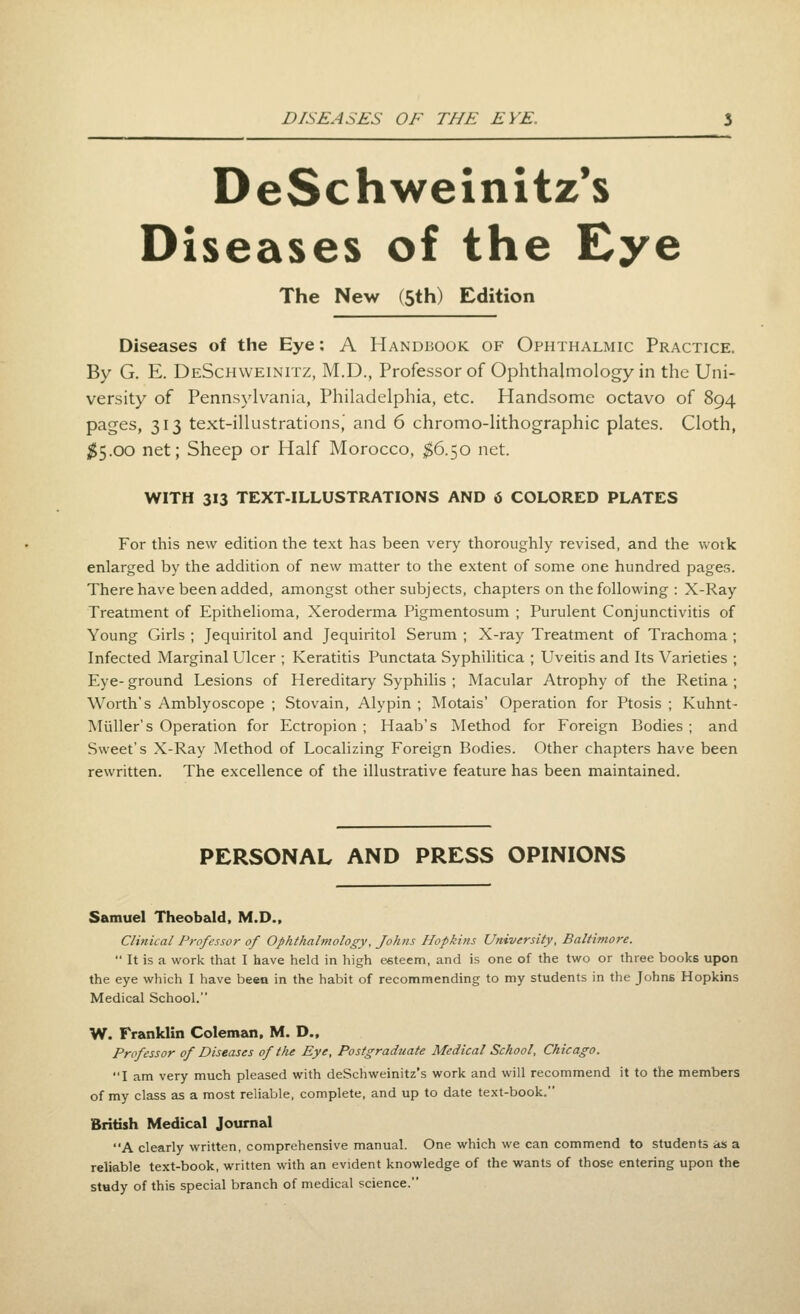 DISEASES OF THE EYE. 3
DeSchweinitz's
Diseases of the Eye
The New (5th) Edition
Diseases of the Eye: A Handbook of Ophthalmic Practice.
By G. E. DeSchweinitz, M.D., Professor of Ophthalmology in the Uni-
versity of Pennsylvania, Philadelphia, etc. Handsome octavo of 894
pages, 313 text-illustrations, and 6 chromo-lithographic plates. Cloth,
$5.00 net; Sheep or Half Morocco, $6.50 net.
WITH 313 TEXT-ILLUSTRATIONS AND 6 COLORED PLATES
For this new edition the text has been very thoroughly revised, and the work
enlarged by the addition of new matter to the extent of some one hundred pages.
There have been added, amongst other subjects, chapters on the following : X-Ray
Treatment of Epithelioma, Xeroderma Pigmentosum ; Purulent Conjunctivitis of
Young Girls ; Jequiritol and Jequiritol Serum ; X-ray Treatment of Trachoma ;
Infected Marginal Ulcer ; Keratitis Punctata Syphilitica ; Uveitis and Its Varieties ;
Eye-ground Lesions of Hereditary Syphilis ; Macular Atrophy of the Retina ;
Worth's Amblyoscope ; Stovain, Alypin ; Motais' Operation for Ptosis ; Kuhnt-
Müller's Operation for Ectropion ; Haab's Method for Foreign Bodies ; and
Sweet's X-Ray Method of Localizing Foreign Bodies. Other chapters have been
rewritten. The excellence of the illustrative feature has been maintained.
PERSONAL AND PRESS OPINIONS
Samuel Theobald, M.D.,
Clinical Professor of Ophthalmology, Johns Hopkins University, Baltimore.
" It is a work that I have held in high esteem, and is one of the two or three books upon
the eye which I have been in the habit of recommending to my students in the Johns Hopkins
Medical School."
W. Franklin Coleman, M. D.,
Professor of Diseases of the Eye, Postgraduate Medical School, Chicago.
"I am very much pleased with deSchweinitz's work and will recommend it to the members
of my class as a most reliable, complete, and up to date text-book."
British Medical Journal
"A clearly written, comprehensive manual. One which we can commend to students as a
reliable text-book, written with an evident knowledge of the wants of those entering upon the
study of this special branch of medical science."